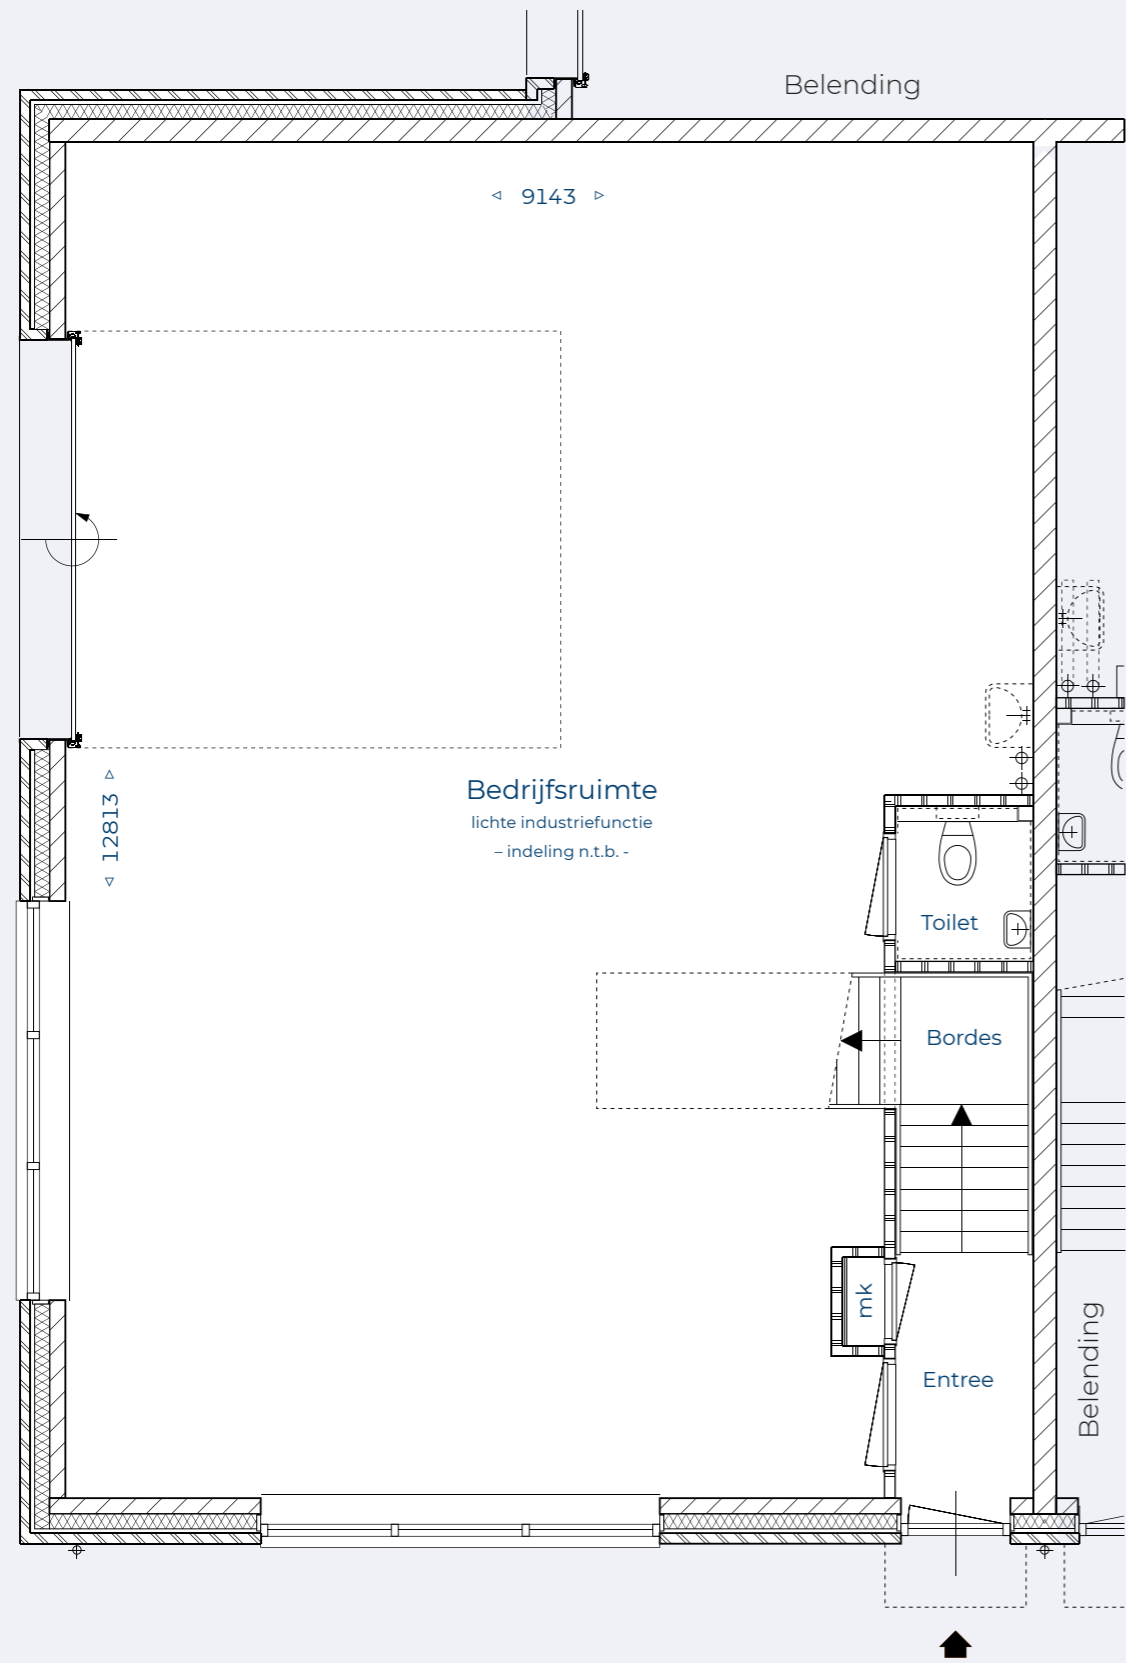 Belending
9143
12813
Bedrijfsruimte
lichte industriefunctie
– indeling n.t.b. -
Toilet
Bordes
mk
Entree
Belending